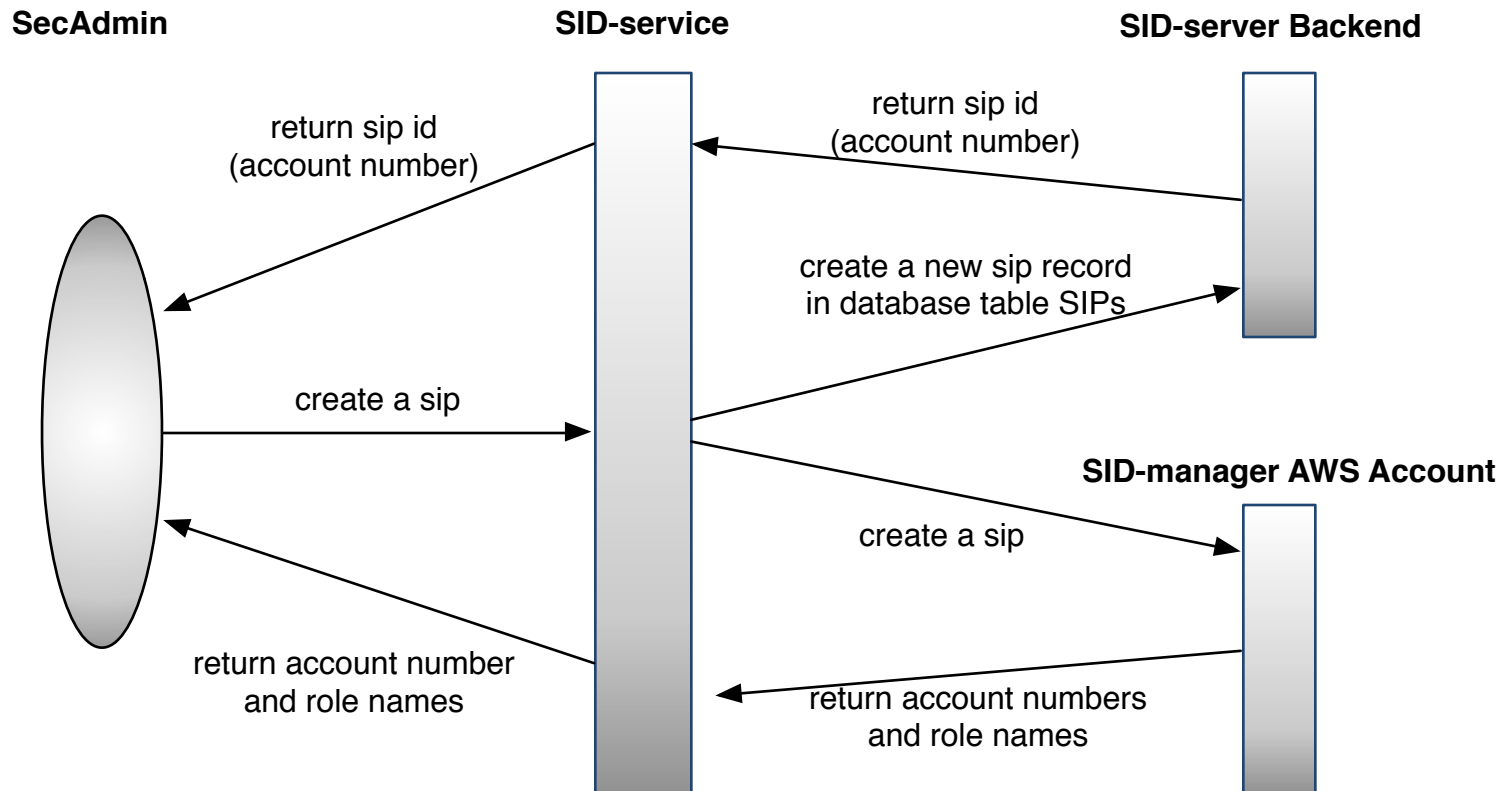 SecAdmin
SID-service
SID-server Backend
return sip id
(account number)
return sip id
(account number)
create a new sip record
in database table SIPs
create a sip
SID-manager AWS Account
create a sip
return account number
and role names
return account numbers
and role names